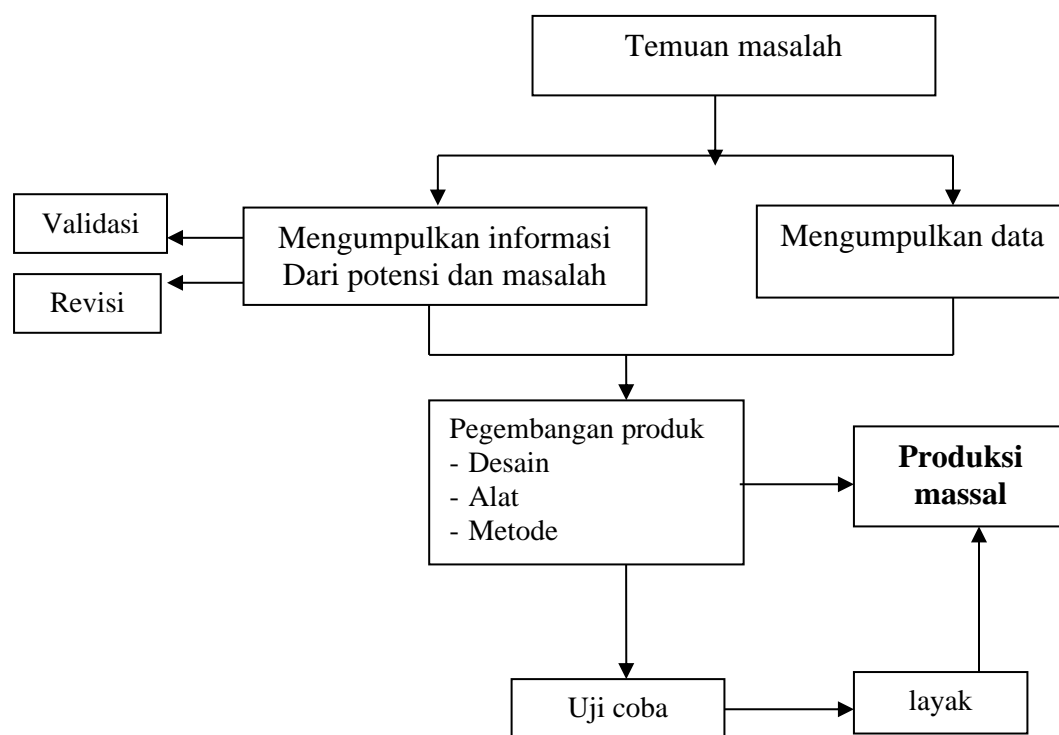 Temuan masalah
Validasi
Mengumpulkan informasi
Dari potensi dan masalah
Mengumpulkan data
Revisi
Pegembangan produk
- Desain
- Alat
- Metode
Produksi
massal
Uji coba
layak